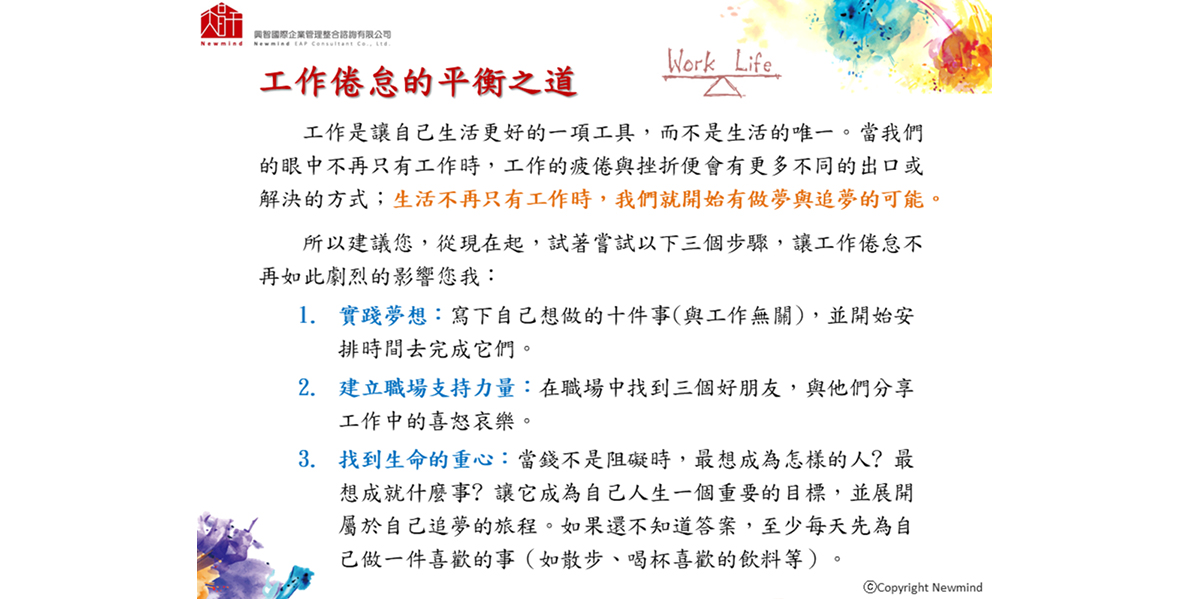 Newmind
興智國際企業管理整合諮詢有限公司
Newmind EAP Consultant Co., Ltd.
Work Life
工作倦怠的平衡之道
工作是讓自己生活更好的一項工具，而不是生活的唯一。當我們
的眼中不再只有工作時，工作的疲倦與挫折便會有更多不同的出口或
解決的方式；生活不再只有工作時，我們就開始有做夢與追夢的可能。
所以建議您，從現在起，試著嘗試以下三個步驟，讓工作倦怠不
再如此劇烈的影響您我：
1. 實踐夢想：寫下自己想做的十件事(與工作無關)，並開始安
排時間去完成它們。
2. 建立職場支持力量：在職場中找到三個好朋友，與他們分享
工作中的喜怒哀樂。
3. 找到生命的重心：當錢不是阻礙時，最想成為怎樣的人? 最
想成就什麼事? 讓它成為自己人生一個重要的目標，並展開
屬於自己追夢的旅程。如果還不知道答案，至少每天先為自
己做一件喜歡的事（如散步、喝杯喜歡的飲料等）。
ⓒCopyright Newmind